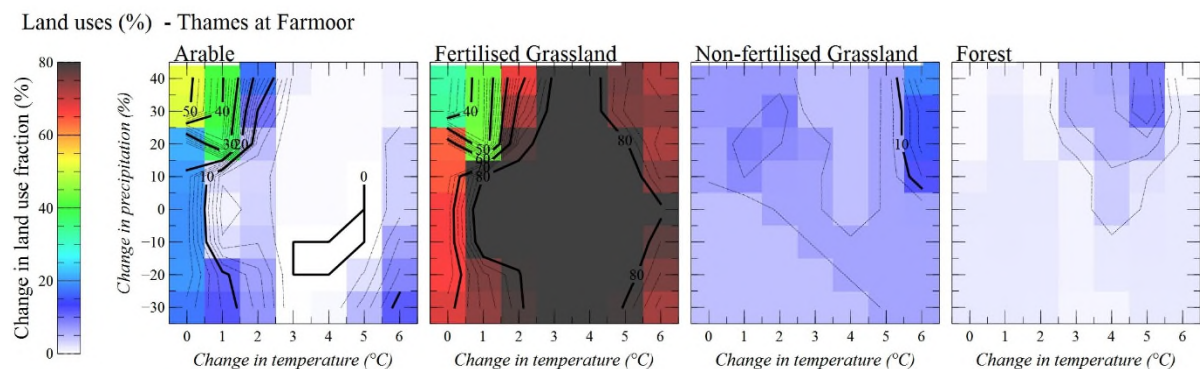 Land uses (%) - Thames at Farmoor
Change in land use fraction (%)
80
60
40
20
0
Arable
Change in precipitation (%)
40
30
20
10
0
−10
−20
−30
50
40
30
20
10
0
10
0 1 2 3 4 5 6
Change in temperature (°C)
Fertilised Grassland
40
50
60
70
80
80
80
0 1 2 3 4 5 6
Change in temperature (°C)
Non-fertilised Grassland
10
0 1 2 3 4 5 6
Change in temperature (°C)
Forest
0 1 2 3 4 5 6
Change in temperature (°C)